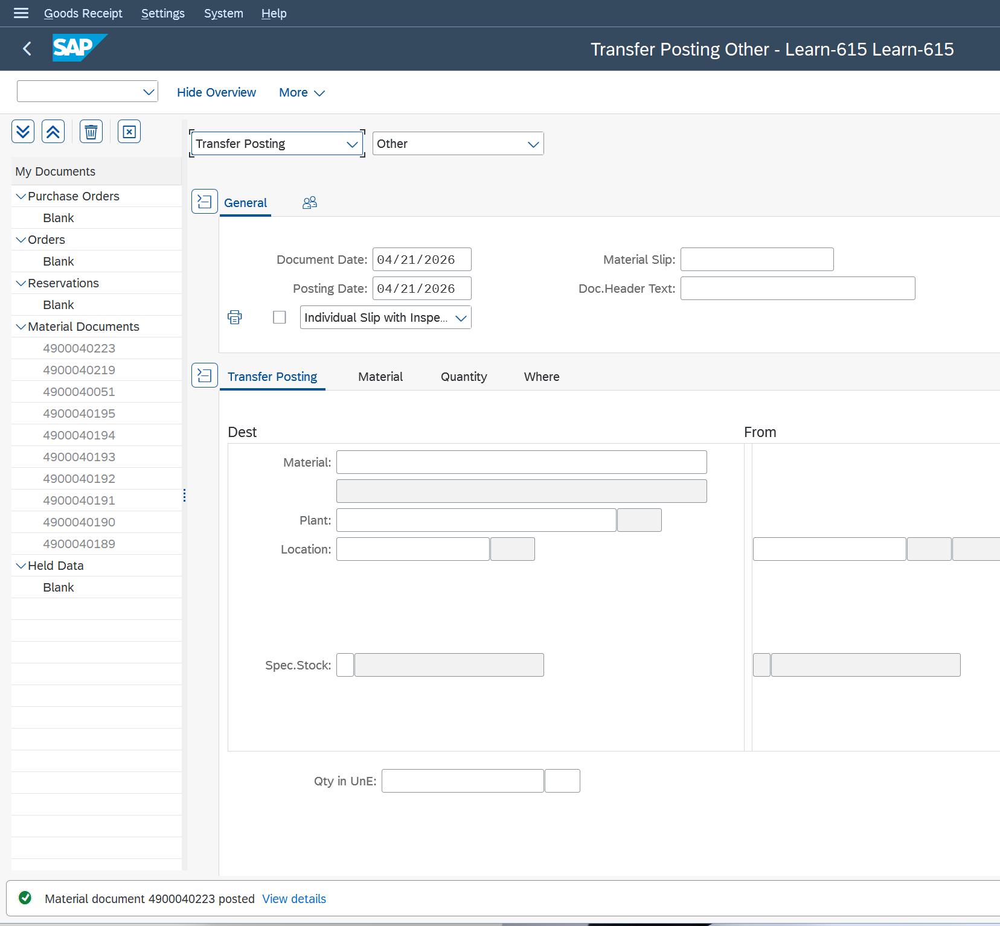 Goods Receipt Settings System Help
SAP Transfer Posting Other - Learn-615 Learn-615
Hide Overview More
Transfer Posting Other
My Documents
Purchase Orders
Blank
Orders
Blank
Reservations
Blank
Material Documents
4900040223
4900040219
4900040051
4900040195
4900040194
4900040193
4900040192
4900040191
4900040190
4900040189
Held Data
Blank
General
Document Date: 04/21/2026 Material Slip:
Posting Date: 04/21/2026 Doc.Header Text:
Individual Slip with Inspe...
Transfer Posting Material Quantity Where
Dest From
Material:
Plant:
Location:
Spec.Stock:
Qty in UnE:
Material document 4900040223 posted View details